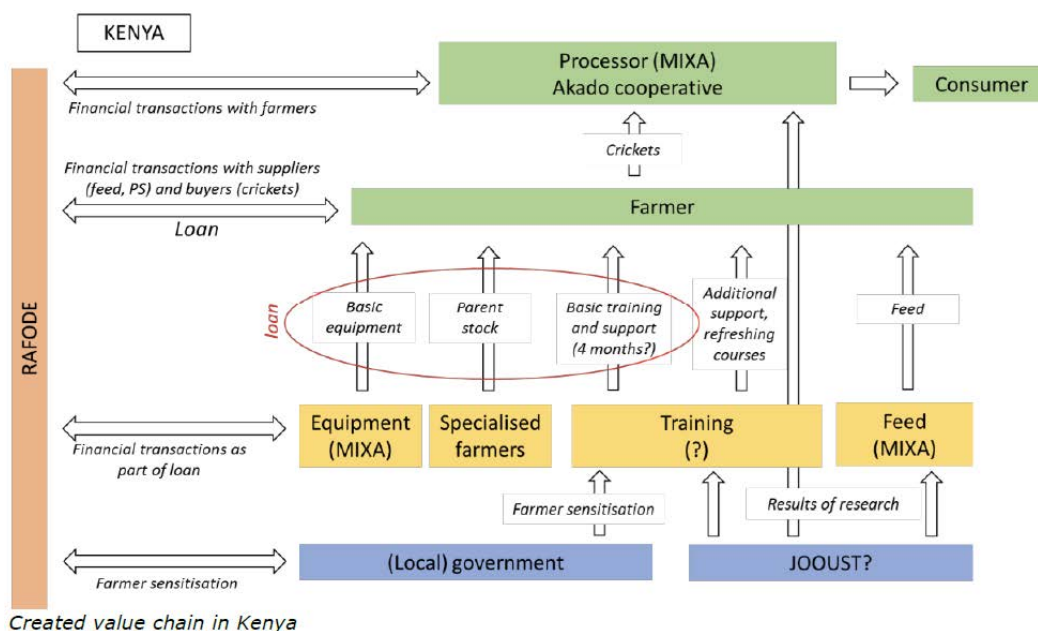 KENYA
RAFODE
Processor (MIXA)
Akado cooperative
Consumer
Financial transactions with farmers
Crickets
Financial transactions with suppliers
(feed, PS) and buyers (crickets)
Farmer
Loan
loan
Basic
equipment
Parent
stock
Basic training
and support
(4 months?)
Additional
support,
refreshing
courses
Feed
Equipment
(MIXA)
Specialised
farmers
Training
(?)
Feed
(MIXA)
Financial transactions as
part of loan
Farmer sensitisation
Results of research
(Local) government
JOOUST?
Farmer sensitisation
Created value chain in Kenya